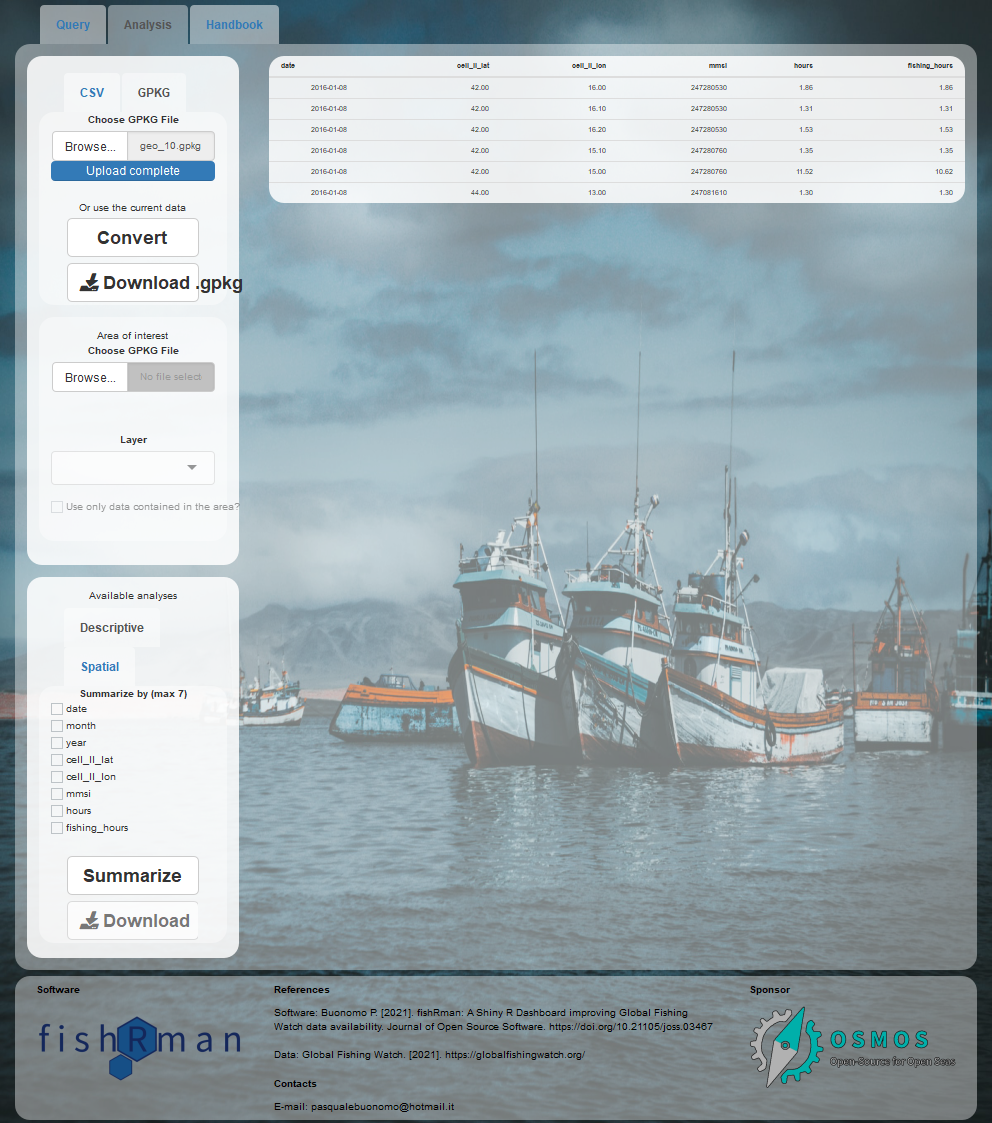 Query Analysis Handbook
CSV GPKG
Choose GPKG File
Browse... geo_10.gpkg
Upload complete
Or use the current data
Convert
Download .gpkg
Area of interest
Choose GPKG File
Browse... No file select
Layer
Use only data contained in the area?
Available analyses
Descriptive
Spatial
Summarize by (max 7)
date
month
year
cell_ll_lat
cell_ll_lon
mmsi
hours
fishing_hours
Summarize
Download
date cell_ll_lat cell_ll_lon mmsi hours fishing_hours
2016-01-08 42.00 16.00 247280530 1.86 1.86
2016-01-08 42.00 16.10 247280530 1.31 1.31
2016-01-08 42.00 16.20 247280530 1.53 1.53
2016-01-08 42.00 15.10 247280760 1.35 1.35
2016-01-08 42.00 15.00 247280760 11.52 10.62
2016-01-08 44.00 13.00 247081610 1.30 1.30
Software
fishRman
References
Software: Buonomo P. [2021]. fishRman: A Shiny R Dashboard improving Global Fishing
Watch data availability. Journal of Open Source Software. https://doi.org/10.21105/joss.03467
Data: Global Fishing Watch. [2021]. https://globalfishingwatch.org/
Contacts
E-mail: pasqualebuonomo@hotmail.it
Sponsor
OSMOS
Open-Source for Open Seas